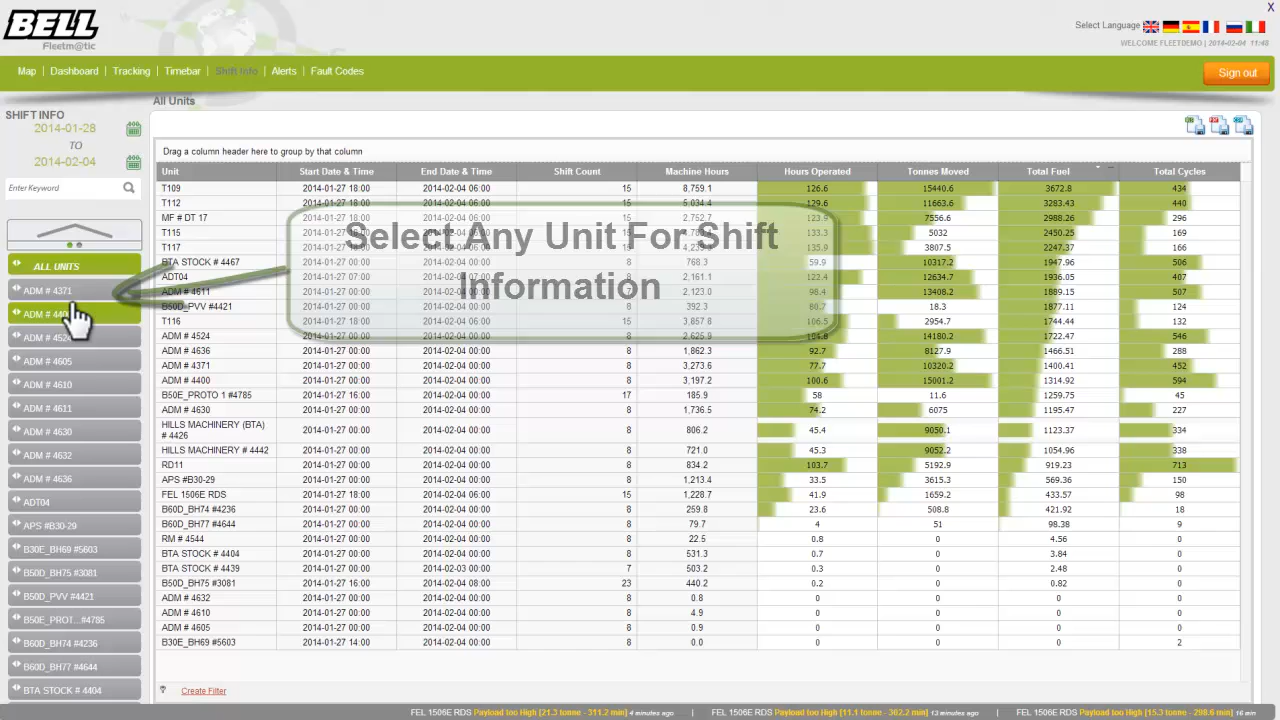 X
BELL
Fleetm@tic
Select Language
WELCOME FLEETDEMO | 2014-02-04 11:48
Map | Dashboard | Tracking | Timebar | Shift Info | Alerts | Fault Codes
Sign out
SHIFT INFO
2014-01-28
TO
2014-02-04
Enter Keyword
ALL UNITS
ADM # 4371
ADM # 440
ADM # 452
ADM # 4605
ADM # 4610
ADM # 4611
ADM # 4630
ADM # 4632
ADM # 4636
ADT04
APS #B30-29
B30E_BH69 #5603
B50D_BH75 #3081
B50D_PVV #4421
B50E_PROT...#4785
B60D_BH74 #4236
B60D_BH77 #4644
BTA STOCK # 4404
All Units
Drag a column header here to group by that column
Unit Start Date & Time End Date & Time Shift Count Machine Hours Hours Operated Tonnes Moved Total Fuel Total Cycles
T109 2014-01-27 18:00 2014-02-04 06:00 15 8,759.1 126.6 15440.6 3672.8 434
T112 2014-01-27 18:00 2014-02-04 06:00 15 5,034.4 129.6 11663.6 3283.43 440
MF # DT 17 2014-01-27 18:00 2014-02-04 06:00 15 2,752.7 123.9 7556.6 2988.26 296
T115 2014-01-27 18:00 2014-02-04 06:00 15 133.3 5032 2450.25 169
T117 2014-01-27 18:00 2014-02-04 06:00 15 135.9 3807.5 2247.37 166
BTA STOCK # 4467 2014-01-27 00:00 2014-02-04 00:00 8 768.3 59.9 10317.2 1947.96 506
ADT04 2014-01-27 07:00 2014-02-04 07:00 8 2,161.1 122.4 12634.7 1936.05 407
ADM # 4611 2014-01-27 00:00 2014-02-04 00:00 8 2,123.0 98.4 13408.2 1889.15 507
B50D_PVV #4421 2014-01-27 00:00 2014-02-04 00:00 8 392.3 80.7 18.3 1877.11 124
T116 2014-01-27 18:00 2014-02-04 06:00 15 3,857.8 106.5 2954.7 1744.44 132
ADM # 4524 2014-01-27 00:00 2014-02-04 00:00 8 2,625.9 104.8 14180.2 1722.47 546
ADM # 4636 2014-01-27 00:00 2014-02-04 00:00 8 1,862.3 92.7 8127.9 1466.51 288
ADM # 4371 2014-01-27 00:00 2014-02-04 00:00 8 3,273.6 77.7 10320.2 1400.41 452
ADM # 4400 2014-01-27 00:00 2014-02-04 00:00 8 3,197.2 100.6 15001.2 1314.92 594
B50E_PROTO 1 #4785 2014-01-27 16:00 2014-02-04 00:00 17 185.9 58 11.6 1259.75 45
ADM # 4630 2014-01-27 00:00 2014-02-04 00:00 8 1,736.5 74.2 6075 1195.47 227
HILLS MACHINERY (BTA)
# 4426 2014-01-27 00:00 2014-02-04 00:00 8 806.2 45.4 9050.1 1123.37 334
HILLS MACHINERY # 4442 2014-01-27 00:00 2014-02-04 00:00 8 721.0 45.3 9052.2 1054.96 338
RD11 2014-01-27 00:00 2014-02-04 00:00 8 834.2 103.7 5192.9 919.23 713
APS #B30-29 2014-01-27 00:00 2014-02-04 00:00 8 1,213.4 33.5 3615.3 569.36 150
FEL 1506E RDS 2014-01-27 18:00 2014-02-04 06:00 15 1,228.7 41.9 1659.2 433.57 98
B60D_BH74 #4236 2014-01-27 00:00 2014-02-04 00:00 8 259.8 23.6 508.8 421.92 18
B60D_BH77 #4644 2014-01-27 00:00 2014-02-04 00:00 8 79.7 4 51 98.38 9
RM # 4544 2014-01-27 00:00 2014-02-04 00:00 8 22.5 0.8 0 4.56 0
BTA STOCK # 4404 2014-01-27 00:00 2014-02-04 00:00 8 531.3 0.7 0 3.84 0
BTA STOCK # 4439 2014-01-27 00:00 2014-02-03 00:00 7 503.2 0.3 0 2.48 0
B50D_BH75 #3081 2014-01-27 16:00 2014-02-04 08:00 23 440.2 0.2 0 0.82 0
ADM # 4632 2014-01-27 00:00 2014-02-04 00:00 8 0.8 0 0 0 0
ADM # 4610 2014-01-27 00:00 2014-02-04 00:00 8 4.9 0 0 0 0
ADM # 4605 2014-01-27 00:00 2014-02-04 00:00 8 0.9 0 0 0 0
B30E_BH69 #5603 2014-01-27 14:00 2014-02-04 00:00 8 0.0 0 0 0 2
Select Any Unit For Shift
Information
Create Filter
FEL 1506E RDS Payload too High [21.3 tonne - 311.2 min] 4 minutes ago | FEL 1506E RDS Payload too High [11.1 tonne - 302.2 min] 13 minutes ago | FEL 1506E RDS Payload too High [15.3 tonne - 298.6 min] 16 min